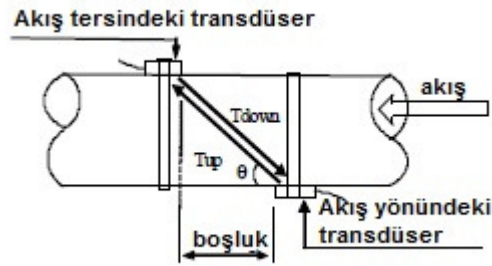 Akış tersindeki transdüser
akış
Tdown
Tup
θ
Akış yönündeki
transdüser
boşluk